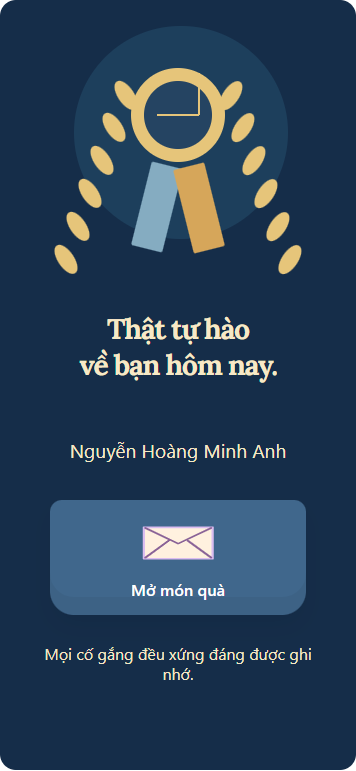 Thật tự hào
về bạn hôm nay.
Nguyễn Hoàng Minh Anh
Mở món quà
Mọi cố gắng đều xứng đáng được ghi
nhớ.